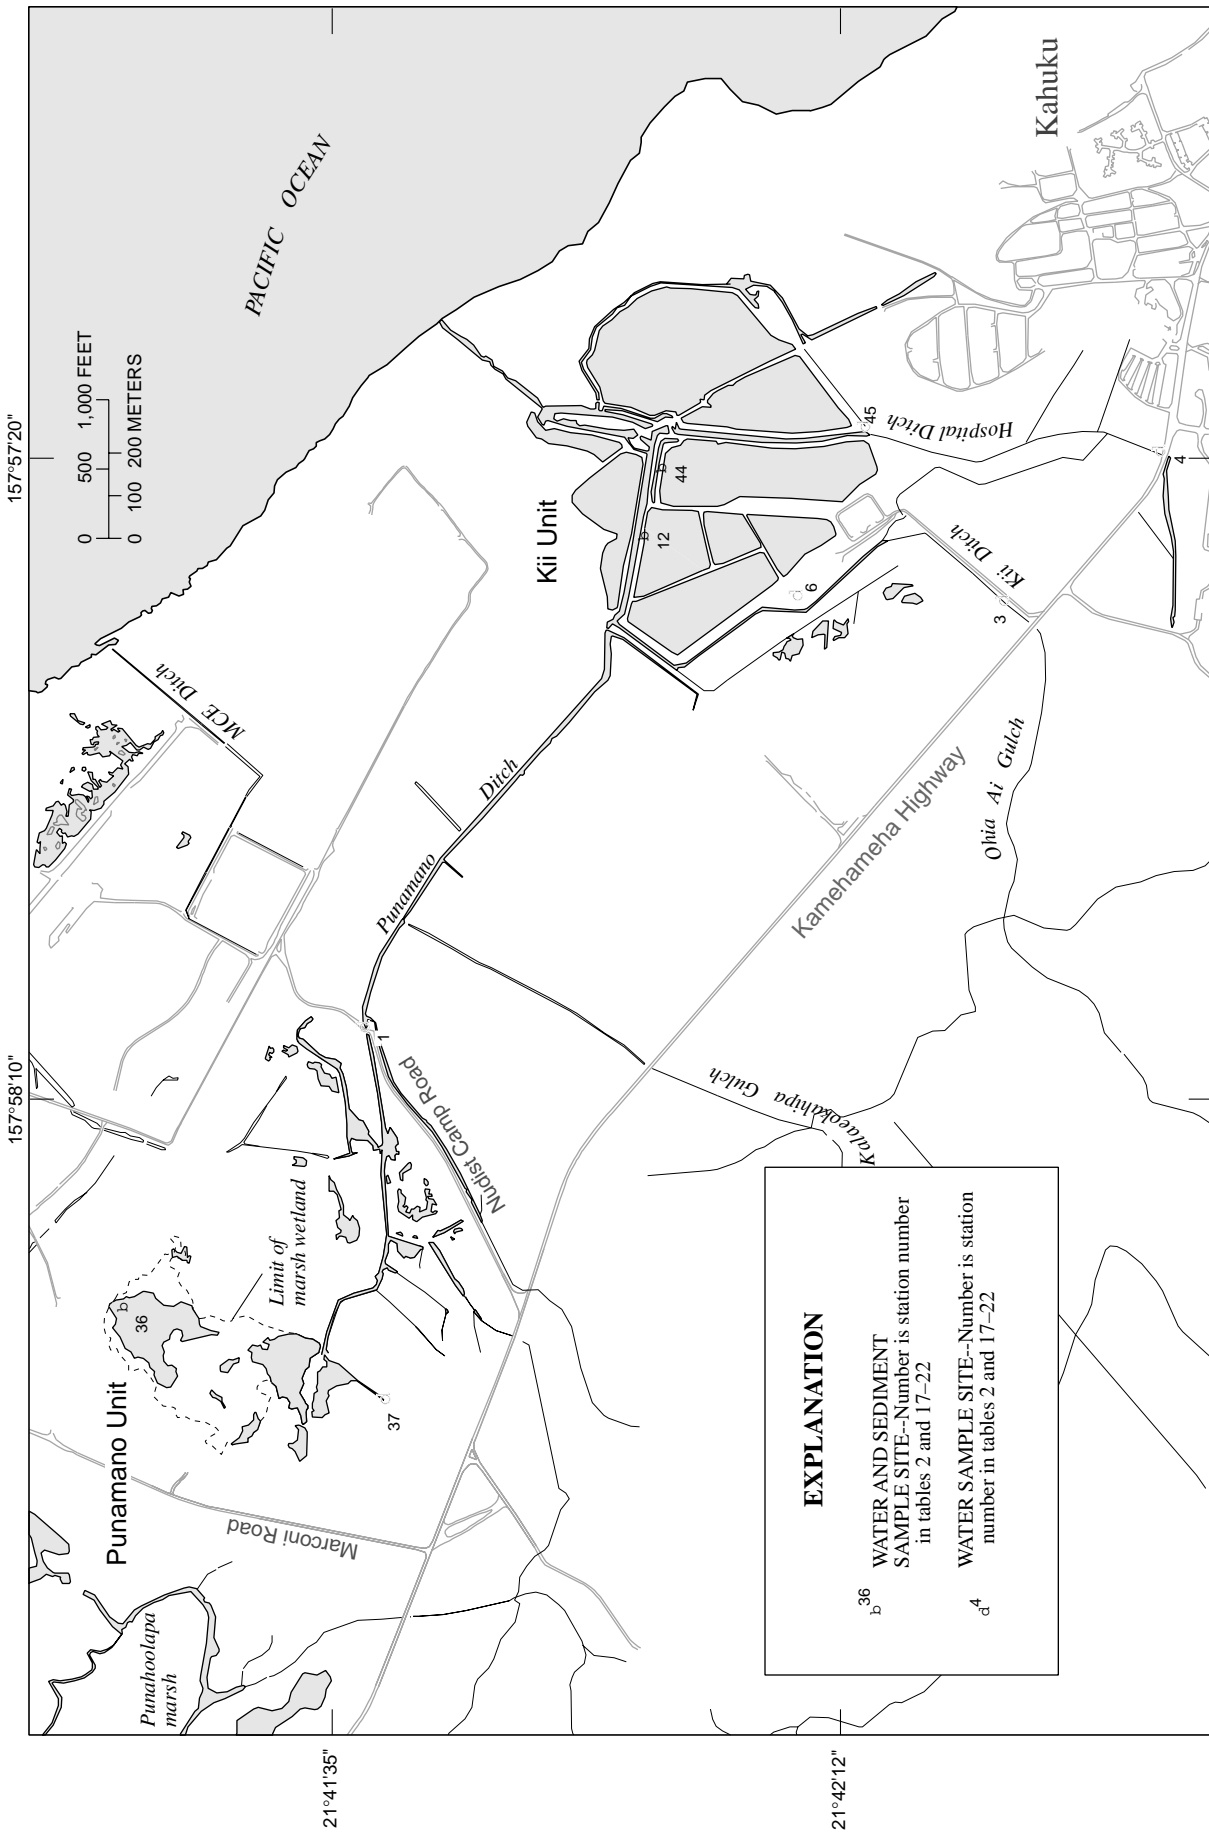 157°58'10"
157°57'20"
21°41'35"
21°42'12"
0 500 1,000 FEET
0 100 200 METERS
PACIFIC OCEAN
Kahuku
Kii Unit
Punamano Unit
Punahoolapa
marsh
Marconi Road
Limit of
marsh wetland
Nudist Camp Road
MCE Ditch
Punamano Ditch
Kalaeokahipa Gulch
Kamehameha Highway
Ohia Ai Gulch
Kii Ditch
Hospital Ditch
b
36
d
37
1
b
12
b
44
45
d
6
3
d
4
EXPLANATION
b 36 WATER AND SEDIMENT
SAMPLE SITE--Number is station number
in tables 2 and 17–22
d 4 WATER SAMPLE SITE--Number is station
number in tables 2 and 17–22